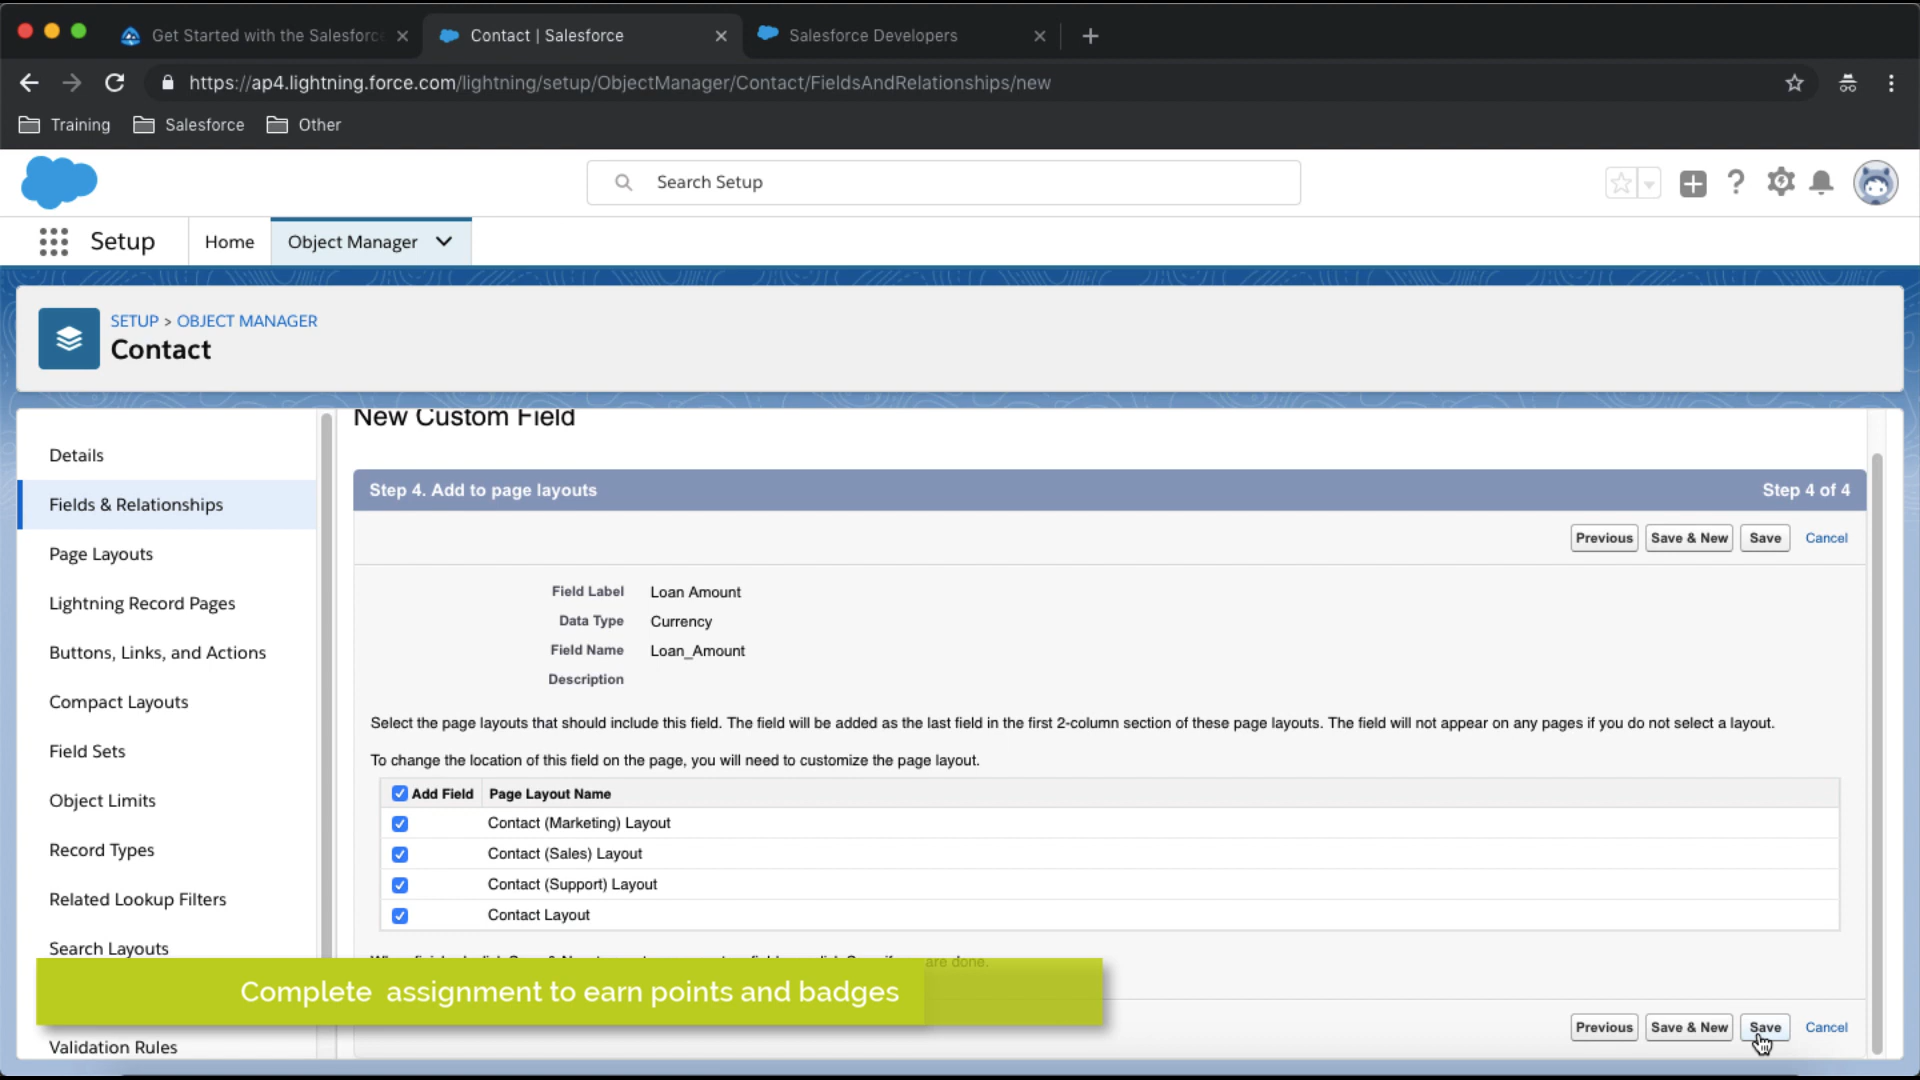 Get Started with the Salesforc
Contact | Salesforce
Salesforce Developers
https://ap4.lightning.force.com/lightning/setup/ObjectManager/Contact/FieldsAndRelationships/new
Training
Salesforce
Other
Search Setup
Setup
Home
Object Manager
SETUP > OBJECT MANAGER
Contact
Details
Fields & Relationships
Page Layouts
Lightning Record Pages
Buttons, Links, and Actions
Compact Layouts
Field Sets
Object Limits
Record Types
Related Lookup Filters
Search Layouts
Validation Rules
New Custom Field
Step 4. Add to page layouts
Step 4 of 4
Previous
Save & New
Save
Cancel
Field Label Loan Amount
Data Type Currency
Field Name Loan_Amount
Description
Select the page layouts that should include this field. The field will be added as the last field in the first 2-column section of these page layouts. The field will not appear on any pages if you do not select a layout.
To change the location of this field on the page, you will need to customize the page layout.
Add Field Page Layout Name
Contact (Marketing) Layout
Contact (Sales) Layout
Contact (Support) Layout
Contact Layout
are done.
Complete assignment to earn points and badges
Previous
Save & New
Save
Cancel